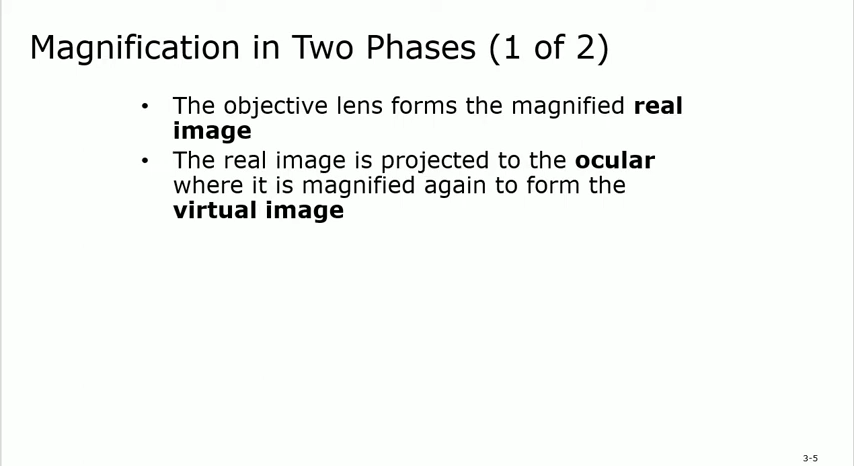 Magnification in Two Phases (1 of 2)
• The objective lens forms the magnified real
image
• The real image is projected to the ocular
where it is magnified again to form the
virtual image
3-5